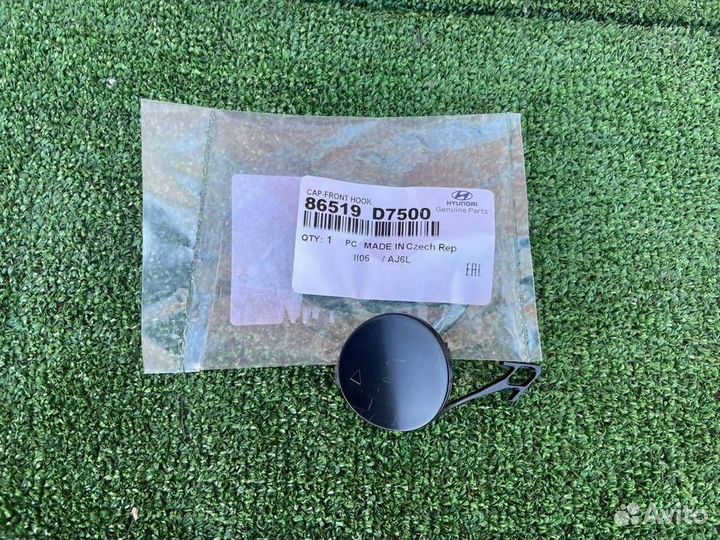 CAP-FRONT HOOK
86519 D7500
HYUNDAI
Genuine Parts
QTY: 1 PC MADE IN Czech Rep
II06 / AJ6L
EAC
Avito